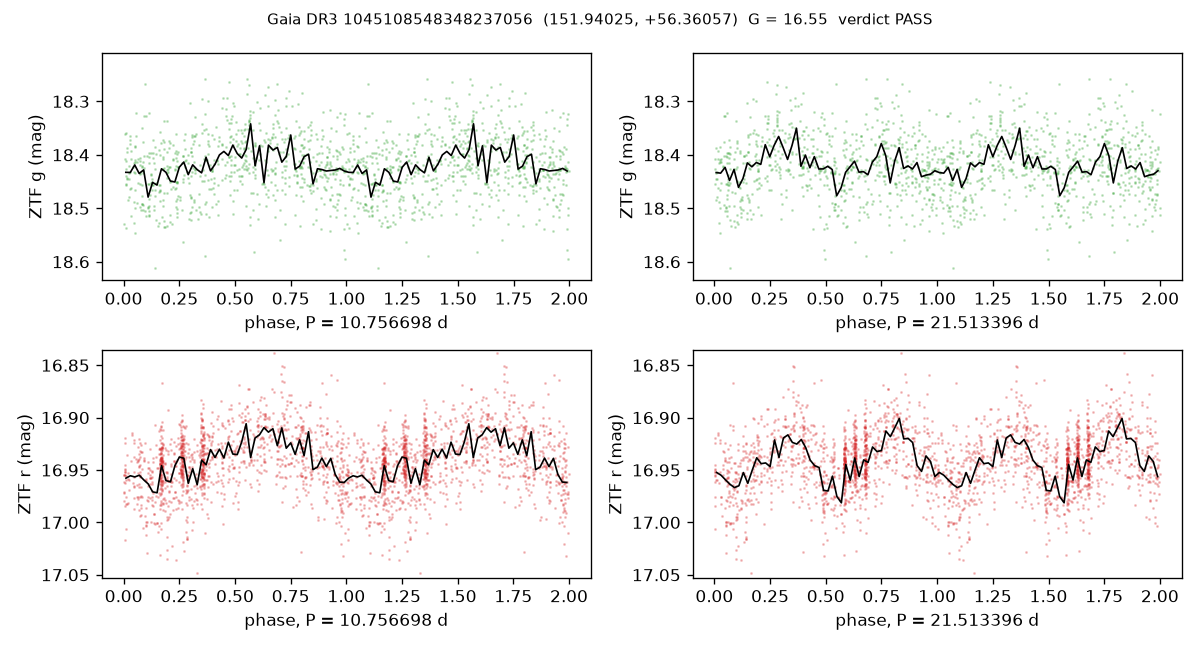 Gaia DR3 1045108548348237056 (151.94025, +56.36057) G = 16.55 verdict PASS
ZTF g (mag)
18.3
18.4
18.5
18.6
0.00 0.25 0.50 0.75 1.00 1.25 1.50 1.75 2.00
phase, P = 10.756698 d
ZTF g (mag)
18.3
18.4
18.5
18.6
0.00 0.25 0.50 0.75 1.00 1.25 1.50 1.75 2.00
phase, P = 21.513396 d
ZTF r (mag)
16.85
16.90
16.95
17.00
17.05
0.00 0.25 0.50 0.75 1.00 1.25 1.50 1.75 2.00
phase, P = 10.756698 d
ZTF r (mag)
16.85
16.90
16.95
17.00
17.05
0.00 0.25 0.50 0.75 1.00 1.25 1.50 1.75 2.00
phase, P = 21.513396 d